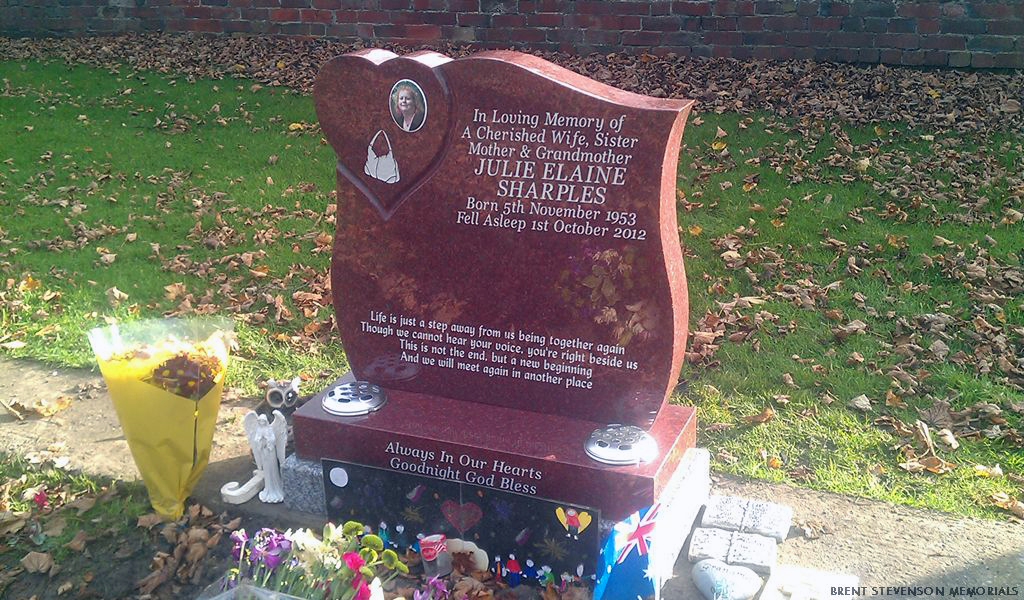 In Loving Memory of
A Cherished Wife, Sister
Mother & Grandmother
JULIE ELAINE
SHARPLES
Born 5th November 1953
Fell Asleep 1st October 2012
Life is just a step away from us being together again
Though we cannot hear your voice, you're right beside us
This is not the end, but a new beginning
And we will meet again in another place
Always In Our Hearts
Goodnight God Bless
BRENT STEVENSON MEMORIALS